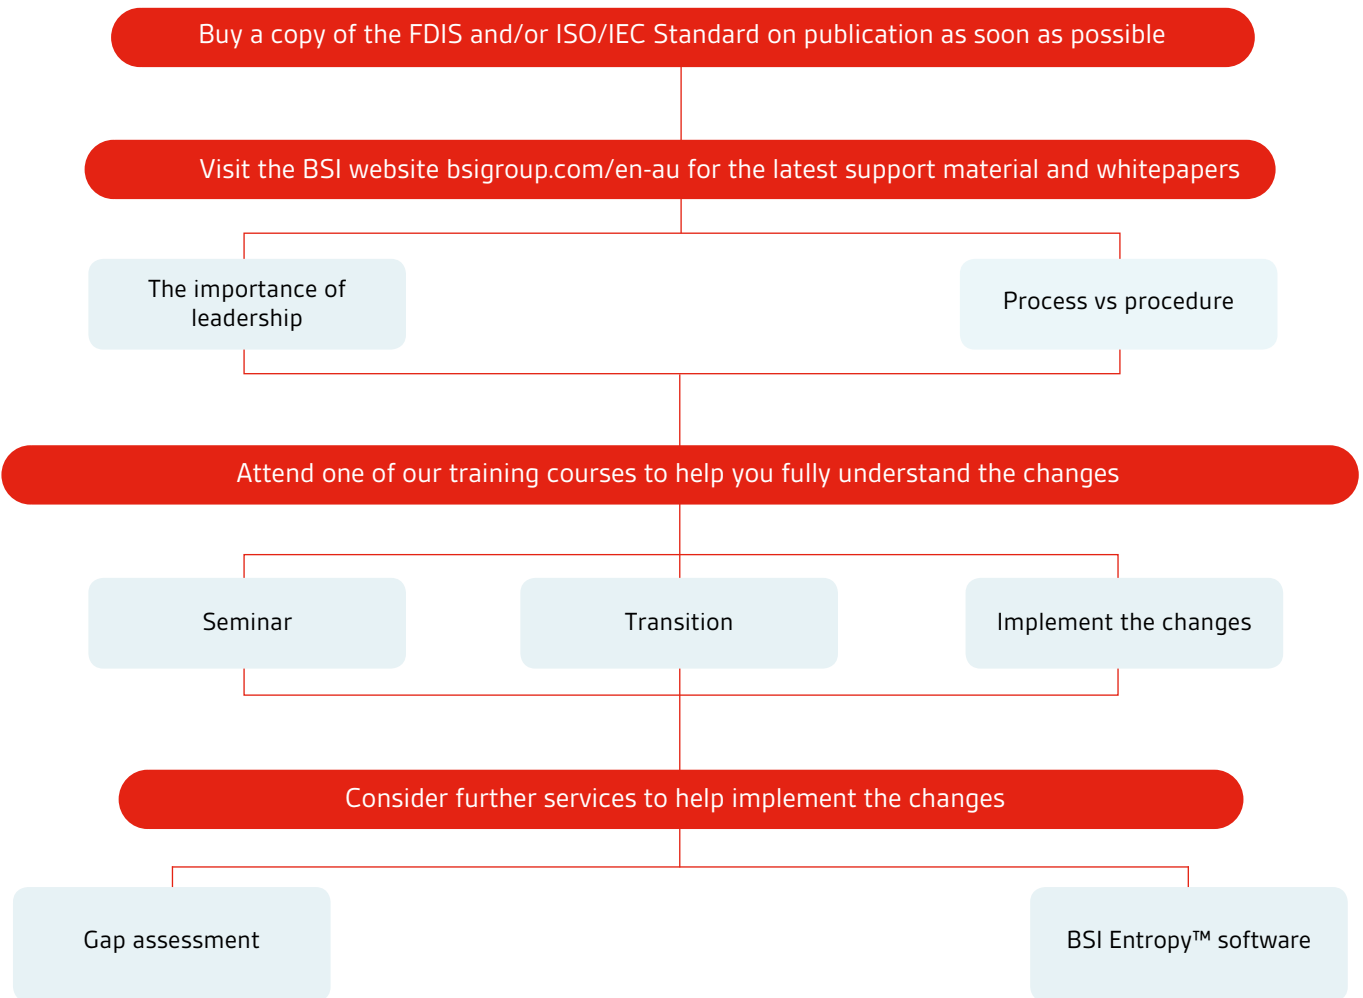 Buy a copy of the FDIS and/or ISO/IEC Standard on publication as soon as possible
Visit the BSI website bsigroup.com/en-au for the latest support material and whitepapers
The importance of
leadership
Process vs procedure
Attend one of our training courses to help you fully understand the changes
Seminar
Transition
Implement the changes
Consider further services to help implement the changes
Gap assessment
BSI Entropy™ software